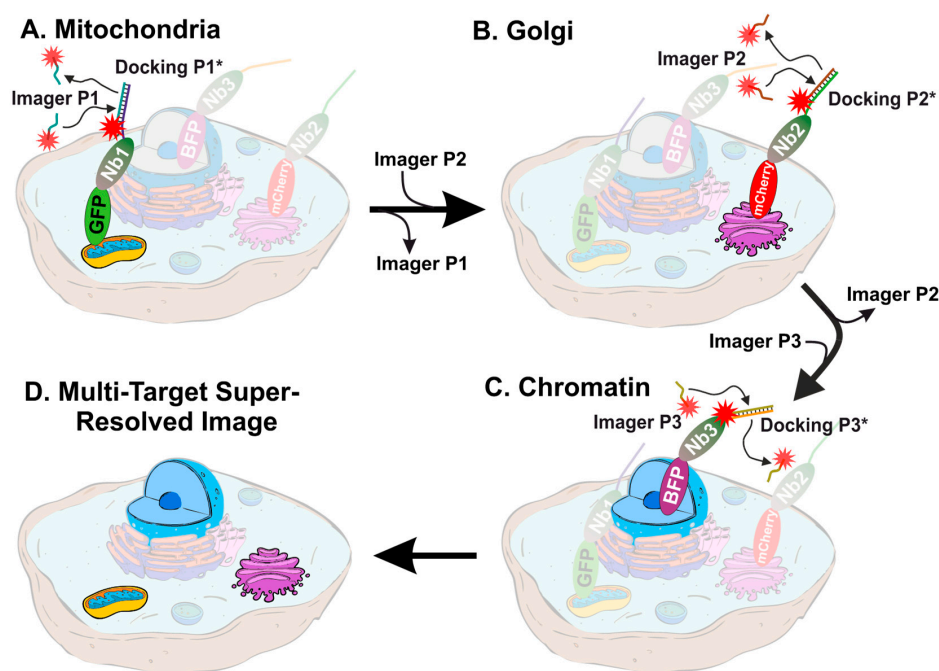 A. Mitochondria
Docking P1*
Imager P1
Nb1
GFP
Nb3
BFP
Nb2
mCherry
Imager P2
Imager P1
B. Golgi
Imager P2
Docking P2*
Nb3
BFP
Nb2
mCherry
Nb1
GFP
Imager P2
Imager P3
C. Chromatin
Imager P3
Docking P3*
Nb3
BFP
Nb2
mCherry
Nb1
GFP
D. Multi-Target Super-
Resolved Image